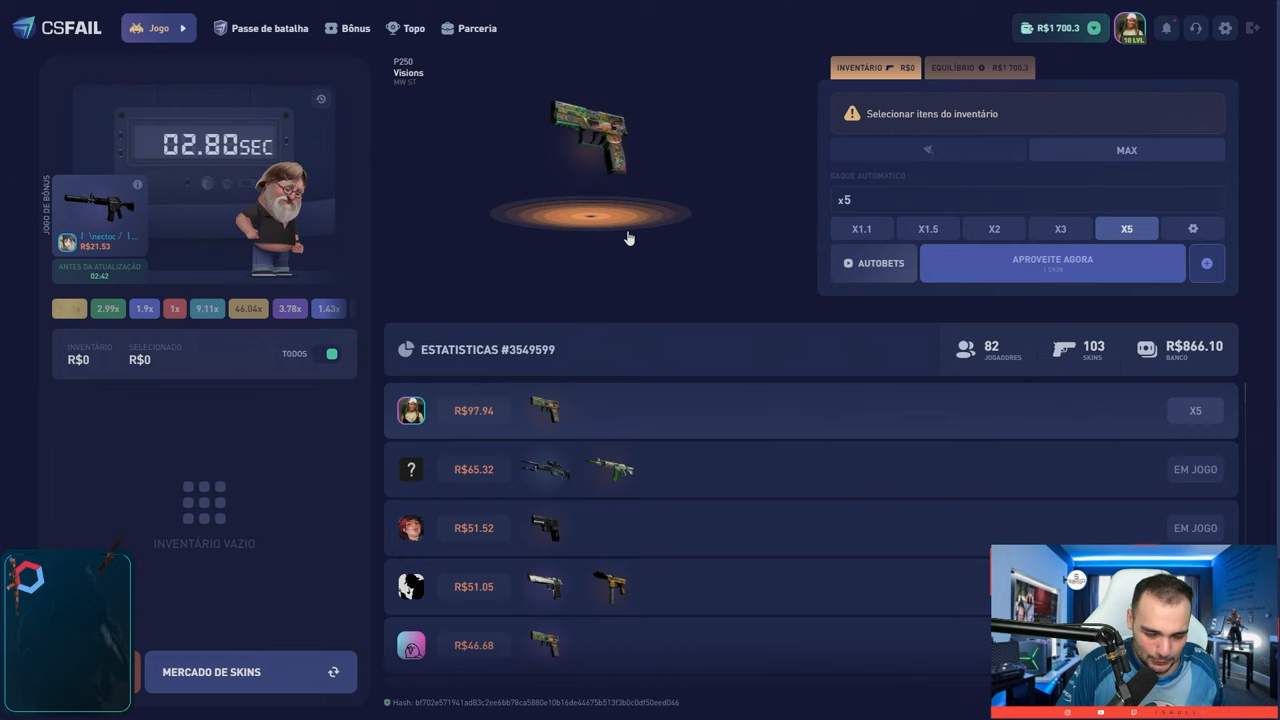 CSFAIL
Jogo
Passe de batalha
Bônus
Topo
Parceria
R$1 700.3
10 LVL
02.80SEC
JOGO DE BÔNUS
R$21.53
ANTES DA ATUALIZAÇÃO
02:42
2.99x
1.9x
1x
9.11x
46.04x
3.78x
1.43x
INVENTÁRIO
R$0
SELECIONADO
R$0
TODOS
INVENTÁRIO VAZIO
MERCADO DE SKINS
P250
Visions
MW ST
INVENTÁRIO R$0
EQUILÍBRIO R$1 700.3
Selecionar itens do inventário
MAX
SAQUE AUTOMÁTICO
x5
X1.1
X1.5
X2
X3
X5
AUTOBETS
APROVEITE AGORA
1 SKIN
ESTATISTICAS #3549599
82
JOGADORES
103
SKINS
R$866.10
BANCO
R$97.94
X5
?
R$65.32
EM JOGO
R$51.52
EM JOGO
R$51.05
R$46.68
Hash: bf702e571941ad83c2ee6bb78ca5880e10b16de44675b513f3b0c0df50eed046